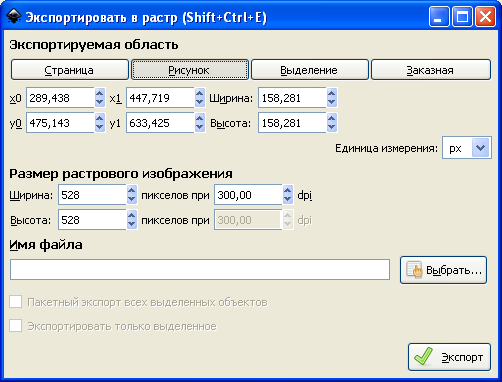 Экспортировать в растр (Shift+Ctrl+E)
Экспортируемая область
Страница Рисунок Выделение Заказная
x0 289,438 x1 447,719 Ширина: 158,281
y0 475,143 y1 633,425 Высота: 158,281
Единица измерения: px
Размер растрового изображения
Ширина: 528 пикселов при 300,00 dpi
Высота: 528 пикселов при 300,00 dpi
Имя файла
Выбрать...
Пакетный экспорт всех выделенных объектов
Экспортировать только выделенное
Экспорт